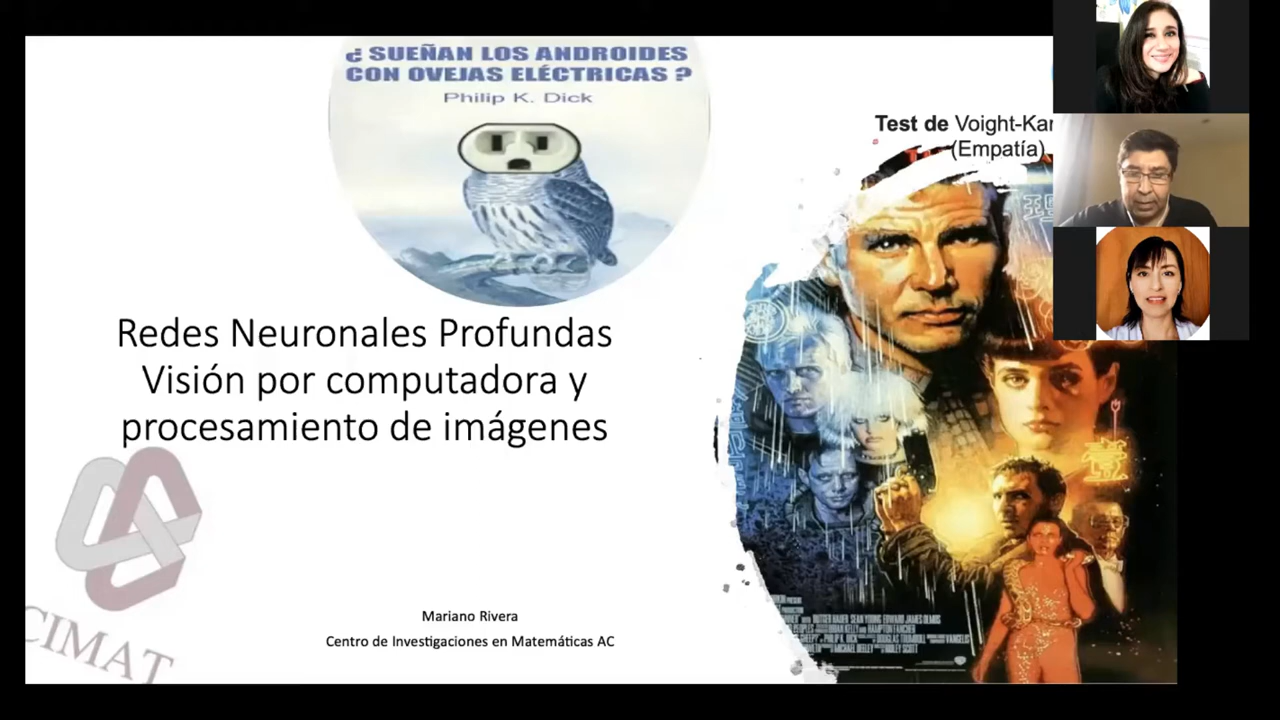 ¿ SUEÑAN LOS ANDROIDES
CON OVEJAS ELÉCTRICAS ?
Philip K. Dick
Test de Voight-Kam
(Empatía)
Redes Neuronales Profundas
Visión por computadora y
procesamiento de imágenes
CIMAT
Mariano Rivera
Centro de Investigaciones en Matemáticas AC